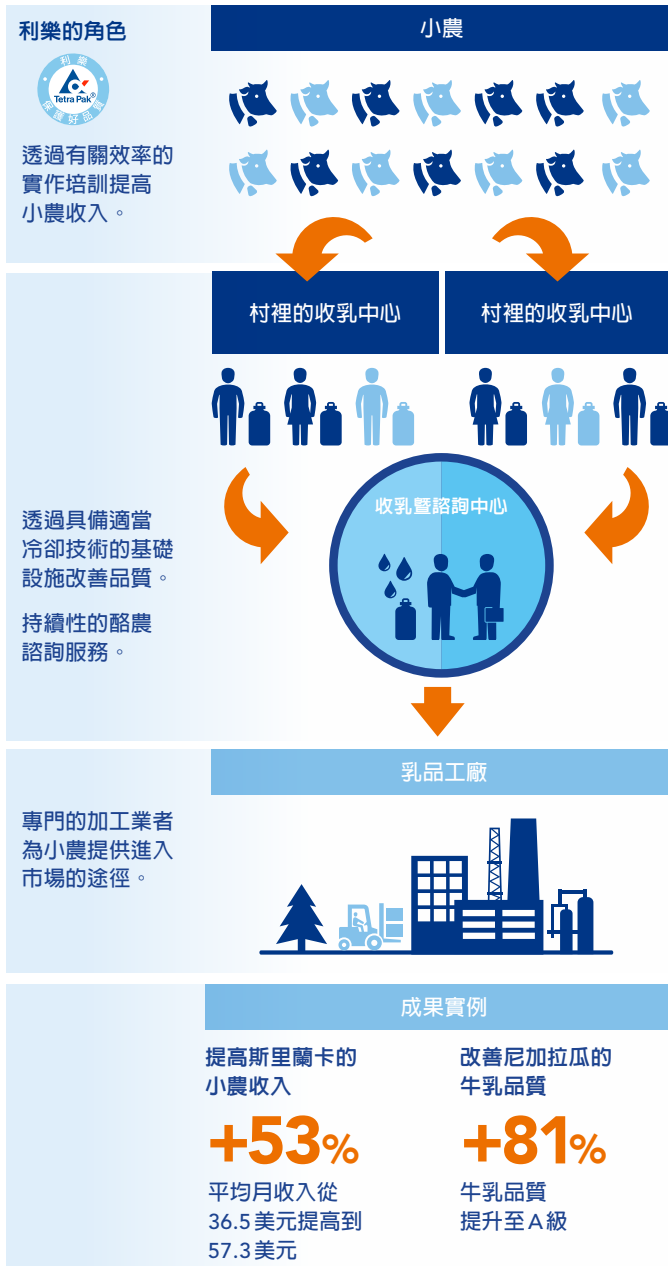 利樂的角色
利樂
Tetra Pak®
保護好品質
透過有關效率的
實作培訓提高
小農收入。
小農
村裡的收乳中心
村裡的收乳中心
收乳暨諮詢中心
透過具備適當
冷卻技術的基礎
設施改善品質。
持續性的酪農
諮詢服務。
乳品工廠
專門的加工業者
為小農提供進入
市場的途徑。
成果實例
提高斯里蘭卡的
小農收入
+53%
平均月收入從
36.5美元提高到
57.3美元
改善尼加拉瓜的
牛乳品質
+81%
牛乳品質
提升至A級